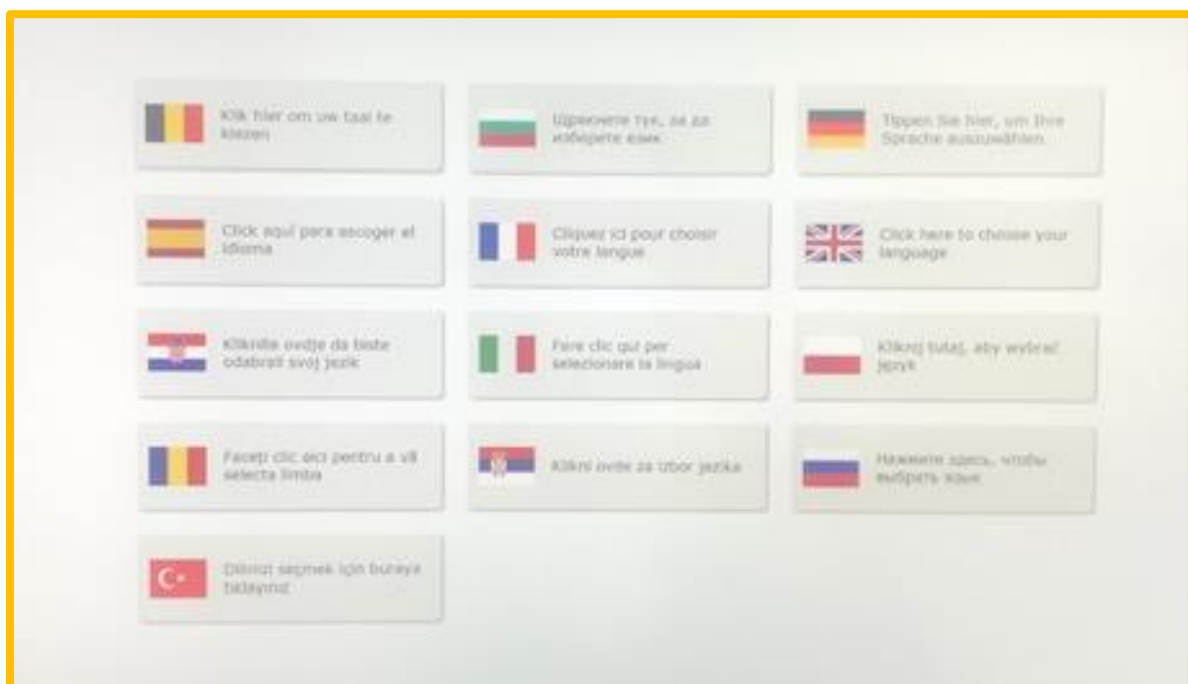 Klik hier om uw taal te
kiezen
Щракнете тук, за да
изберете език
Tippen Sie hier, um Ihre
Sprache auszuwählen
Click aquí para escoger el
idioma
Cliquez ici pour choisir
votre langue
Click here to choose your
language
Kliknite ovdje da biste
odabrali svoj jezik
Fare clic qui per
selezionare la lingua
Kliknij tutaj, aby wybrać
język
Faceți clic aici pentru a vă
selecta limba
Klikni ovde za izbor jezika
Нажмите здесь, чтобы
выбрать язык
Dilinizi seçmek için buraya
tıklayınız